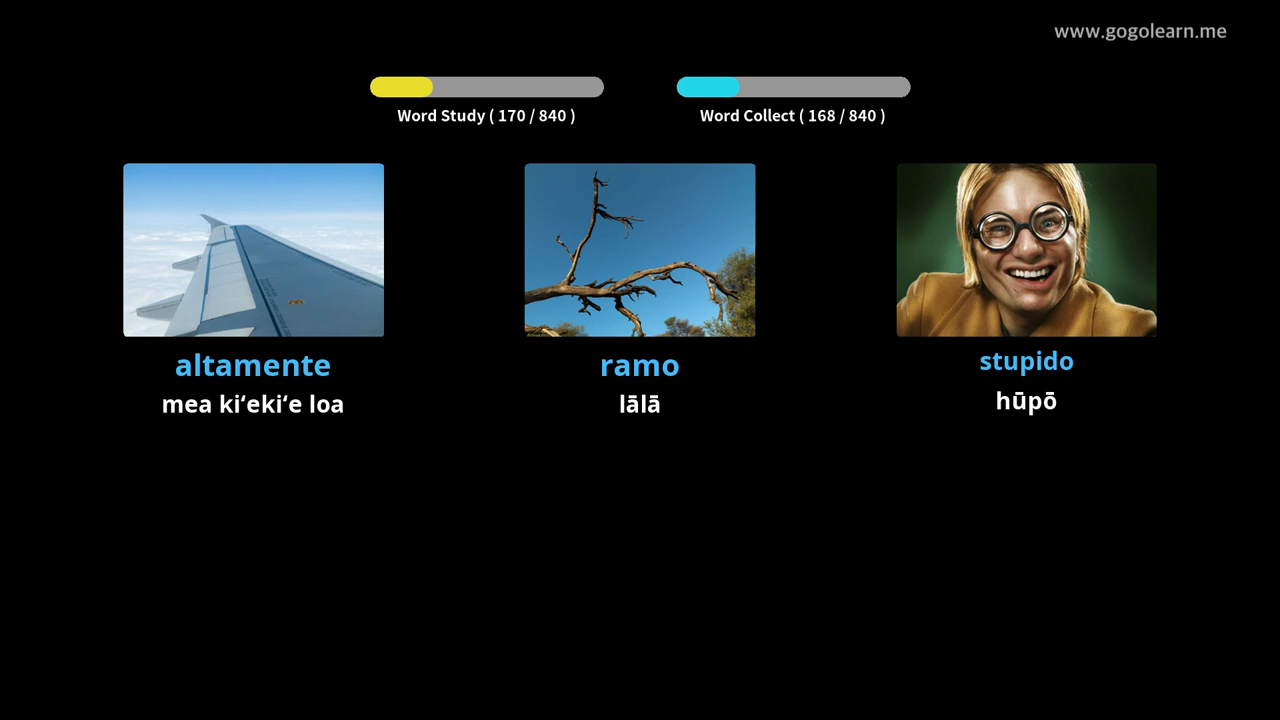 www.gogolearn.me
Word Study ( 170 / 840 )
Word Collect ( 168 / 840 )
altamente
mea kiʻekiʻe loa
ramo
lālā
stupido
hūpō